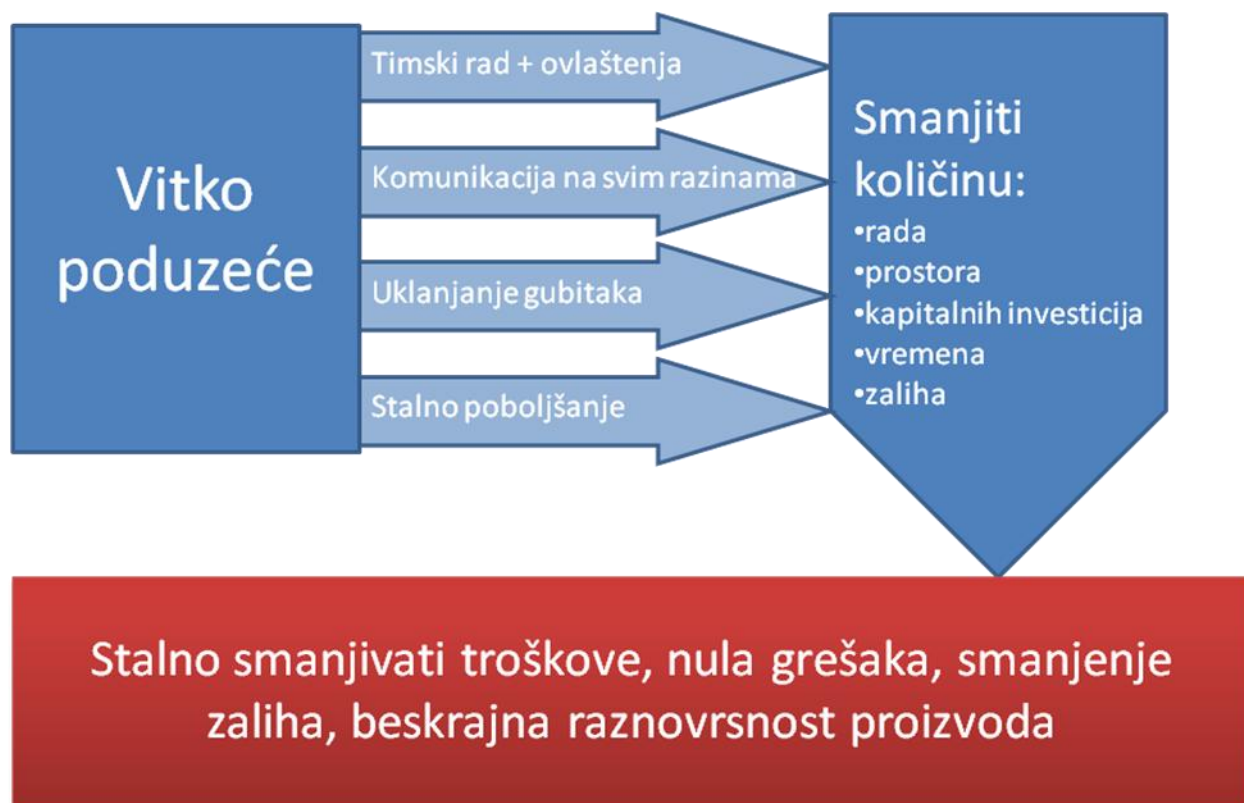 Vitko
poduzeće
Timski rad + ovlaštenja
Komunikacija na svim razinama
Uklanjanje gubitaka
Stalno poboljšanje
Smanjiti
količinu:
•rada
•prostora
•kapitalnih investicija
•vremena
•zaliha
Stalno smanjivati troškove, nula grešaka, smanjenje
zaliha, beskrajna raznovrsnost proizvoda